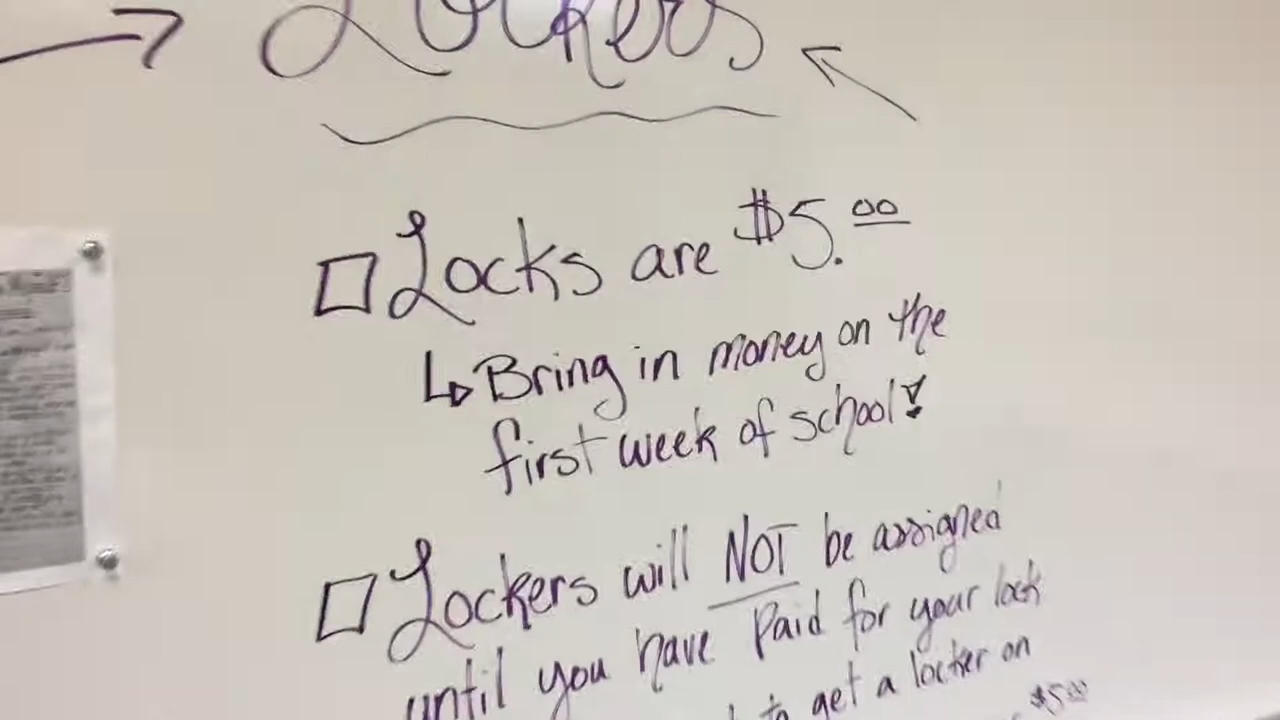 Lockers
Locks are $5.00
Bring in money on the
first week of school!
Lockers will NOT be assigned
until you have Paid for your lock
to get a locker on
$5.00